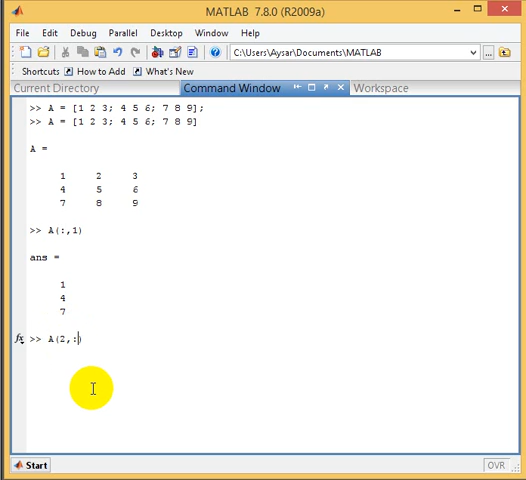 MATLAB 7.8.0 (R2009a)
File Edit Debug Parallel Desktop Window Help
C:\Users\Aysar\Documents\MATLAB
Shortcuts How to Add What's New
Current Directory Command Window Workspace
>> A = [1 2 3; 4 5 6; 7 8 9];
>> A = [1 2 3; 4 5 6; 7 8 9]
A =
1 2 3
4 5 6
7 8 9
>> A(:,1)
ans =
1
4
7
fx >> A(2,:)
Start OVR